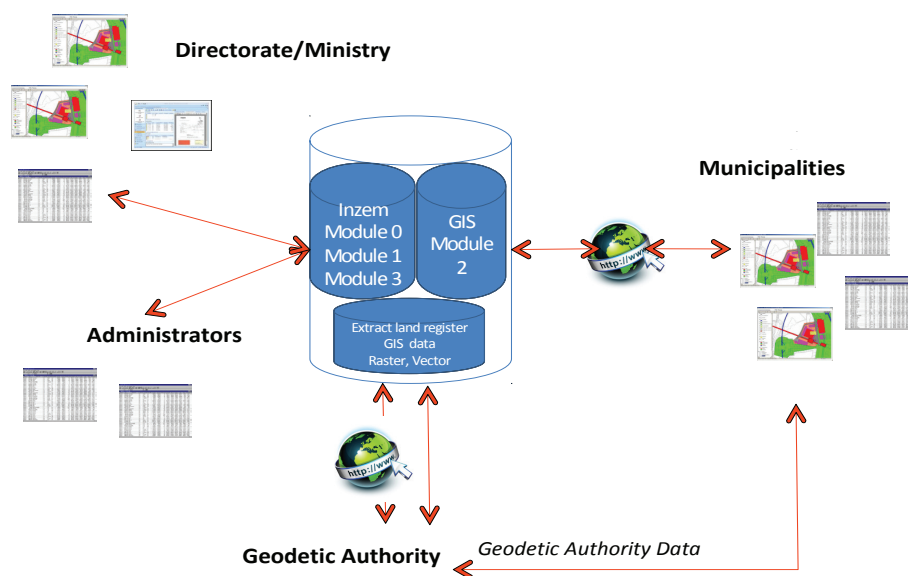 Directorate/Ministry
Municipalities
Inzem
Module 0
Module 1
Module 3
GIS
Module
2
http://www
Administrators
Extract land register
GIS data
Raster, Vector
http://www.
Geodetic Authority
Geodetic Authority Data